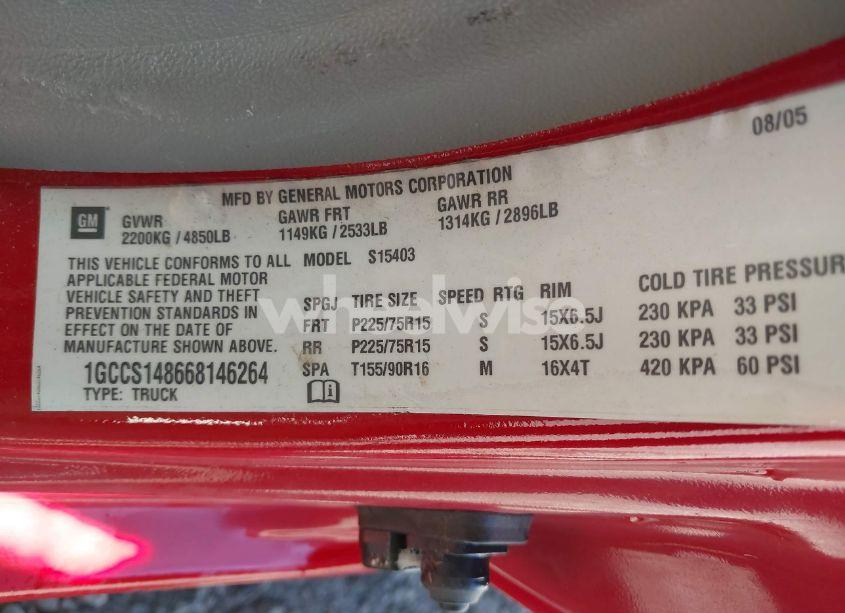 08/05
MFD BY GENERAL MOTORS CORPORATION
GM
GVWR GAWR FRT GAWR RR
2200KG / 4850LB 1149KG / 2533LB 1314KG / 2896LB
THIS VEHICLE CONFORMS TO ALL
APPLICABLE FEDERAL MOTOR
VEHICLE SAFETY AND THEFT
PREVENTION STANDARDS IN
EFFECT ON THE DATE OF
MANUFACTURE SHOWN ABOVE.
1GCCS148668146264
TYPE: TRUCK
MODEL S15403
SPGJ TIRE SIZE SPEED RTG RIM COLD TIRE PRESSUR
FRT P225/75R15 S 15X6.5J 230 KPA 33 PSI
RR P225/75R15 S 15X6.5J 230 KPA 33 PSI
SPA T155/90R16 M 16X4T 420 KPA 60 PSI
wheelwise